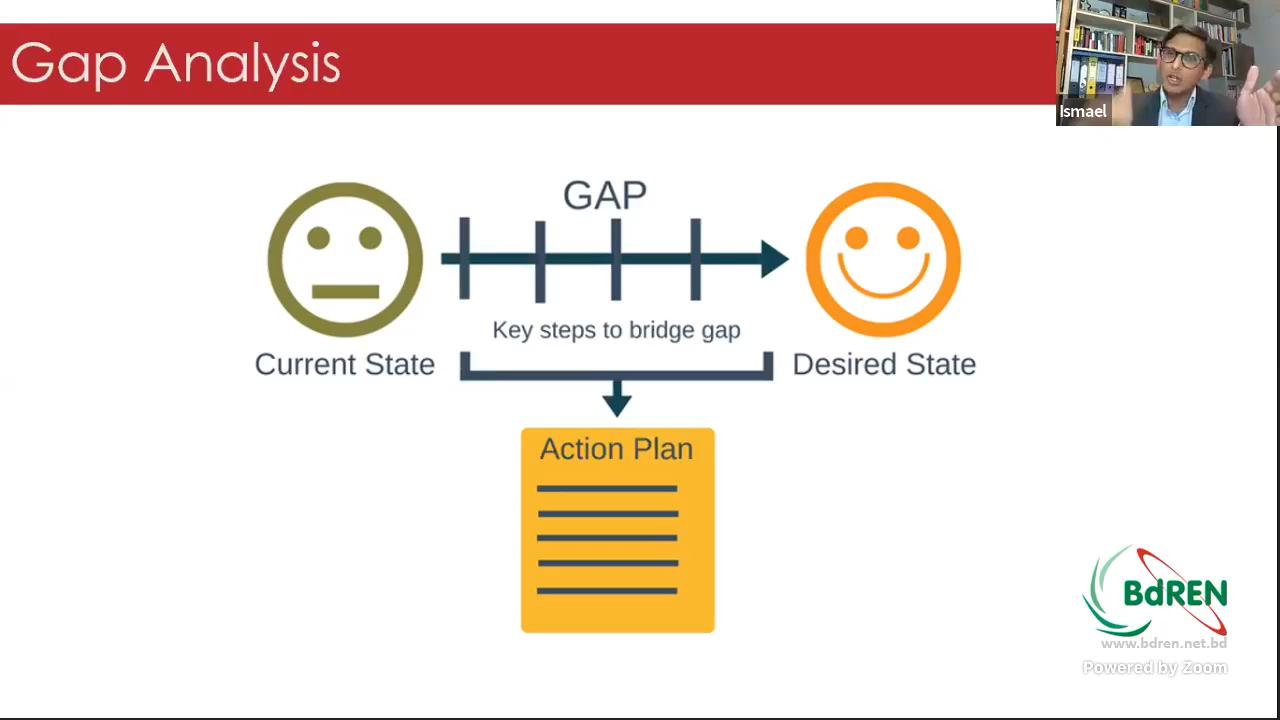 Gap Analysis
Ismael
GAP
Key steps to bridge gap
Current State
Desired State
Action Plan
BdREN
www.bdren.net.bd
Powered by Zoom